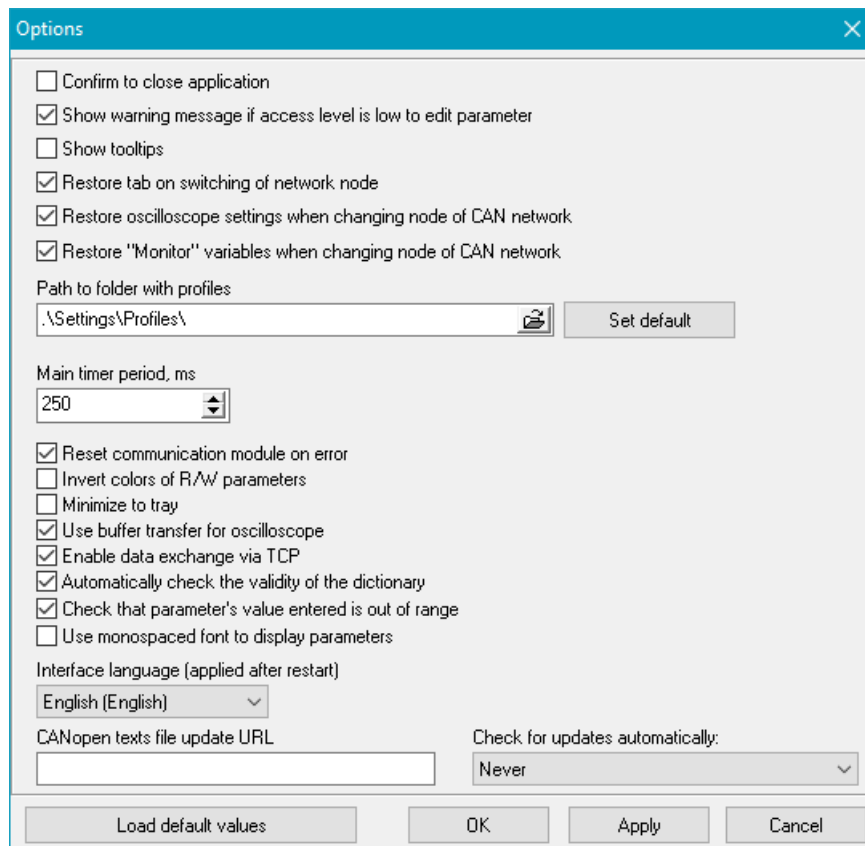 Options
Confirm to close application
Show warning message if access level is low to edit parameter
Show tooltips
Restore tab on switching of network node
Restore oscilloscope settings when changing node of CAN network
Restore "Monitor" variables when changing node of CAN network
Path to folder with profiles
.\Settings\Profiles\
Set default
Main timer period, ms
250
Reset communication module on error
Invert colors of R/W parameters
Minimize to tray
Use buffer transfer for oscilloscope
Enable data exchange via TCP
Automatically check the validity of the dictionary
Check that parameter's value entered is out of range
Use monospaced font to display parameters
Interface language (applied after restart)
English (English)
CANopen texts file update URL
Check for updates automatically:
Never
Load default values
OK
Apply
Cancel